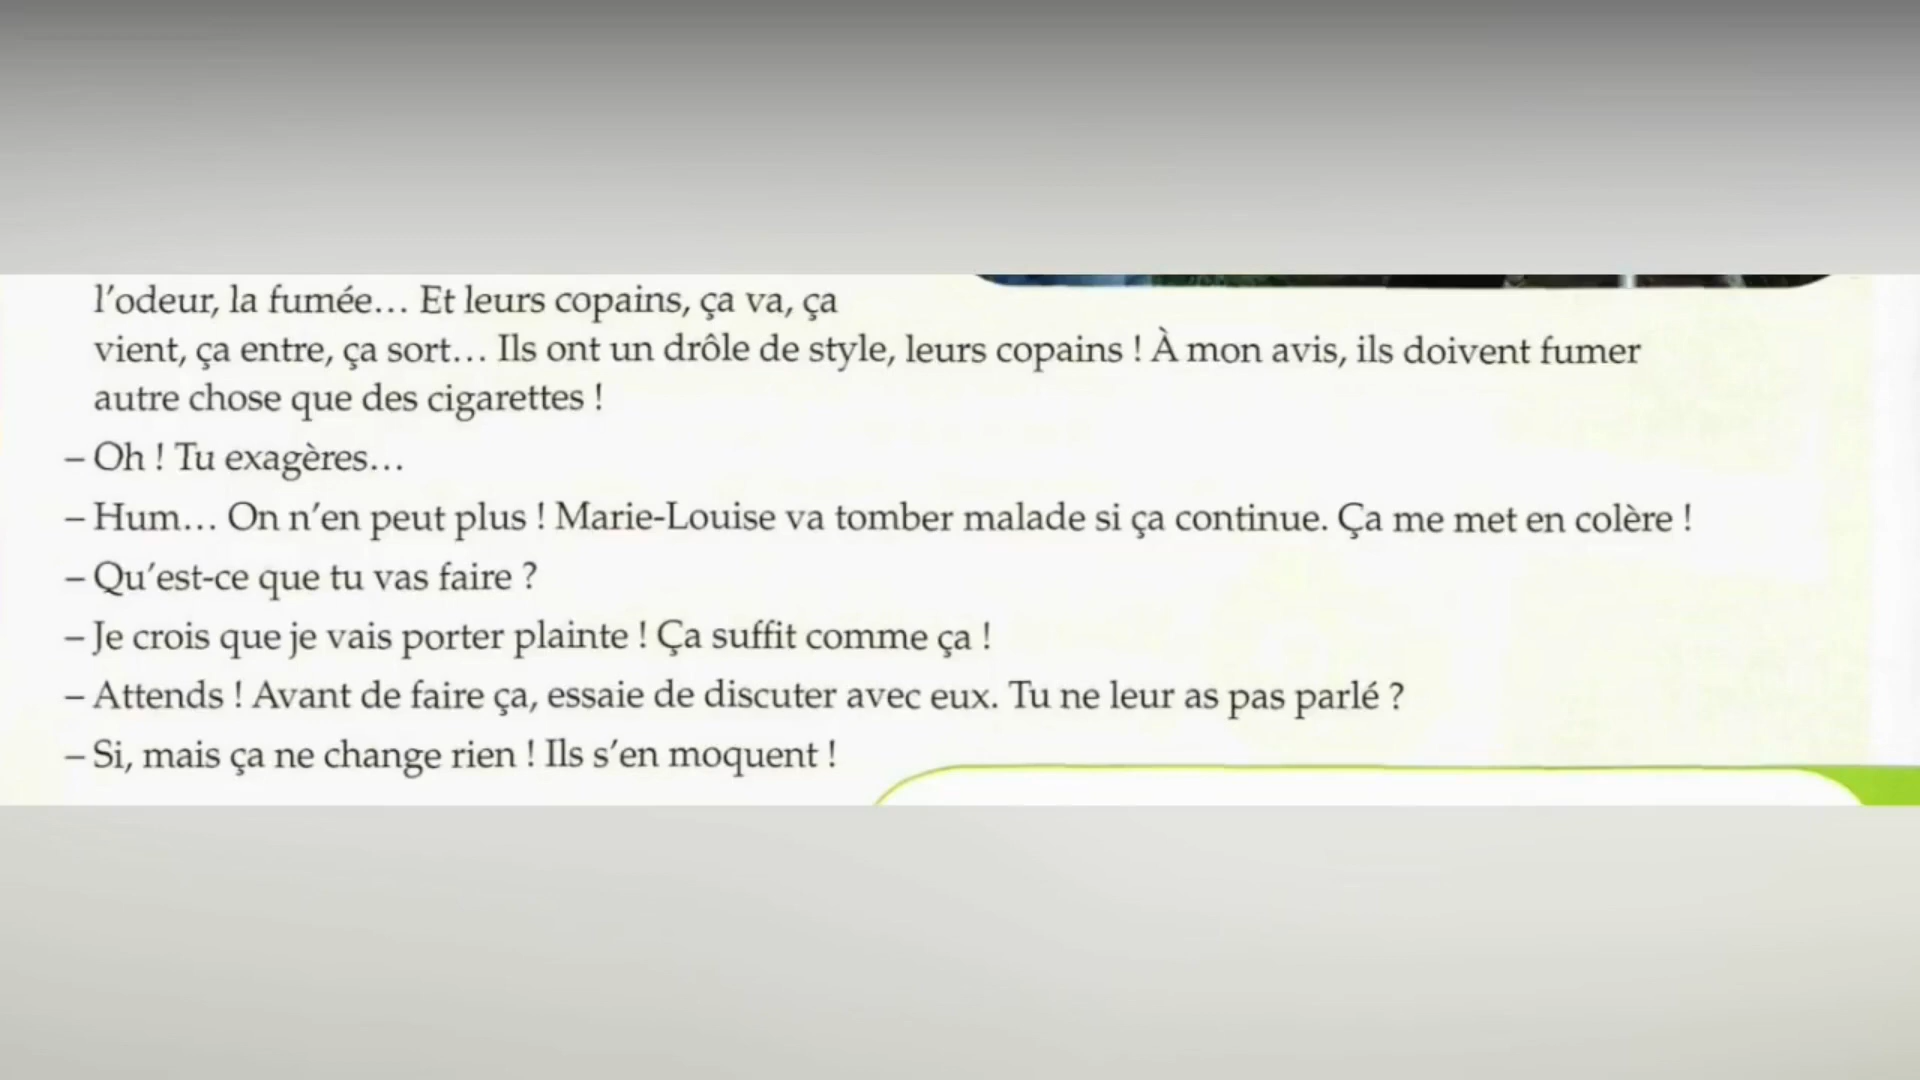 l'odeur, la fumée… Et leurs copains, ça va, ça
vient, ça entre, ça sort… Ils ont un drôle de style, leurs copains ! À mon avis, ils doivent fumer
autre chose que des cigarettes !
– Oh ! Tu exagères…
– Hum… On n'en peut plus ! Marie-Louise va tomber malade si ça continue. Ça me met en colère !
– Qu'est-ce que tu vas faire ?
– Je crois que je vais porter plainte ! Ça suffit comme ça !
– Attends ! Avant de faire ça, essaie de discuter avec eux. Tu ne leur as pas parlé ?
– Si, mais ça ne change rien ! Ils s'en moquent !